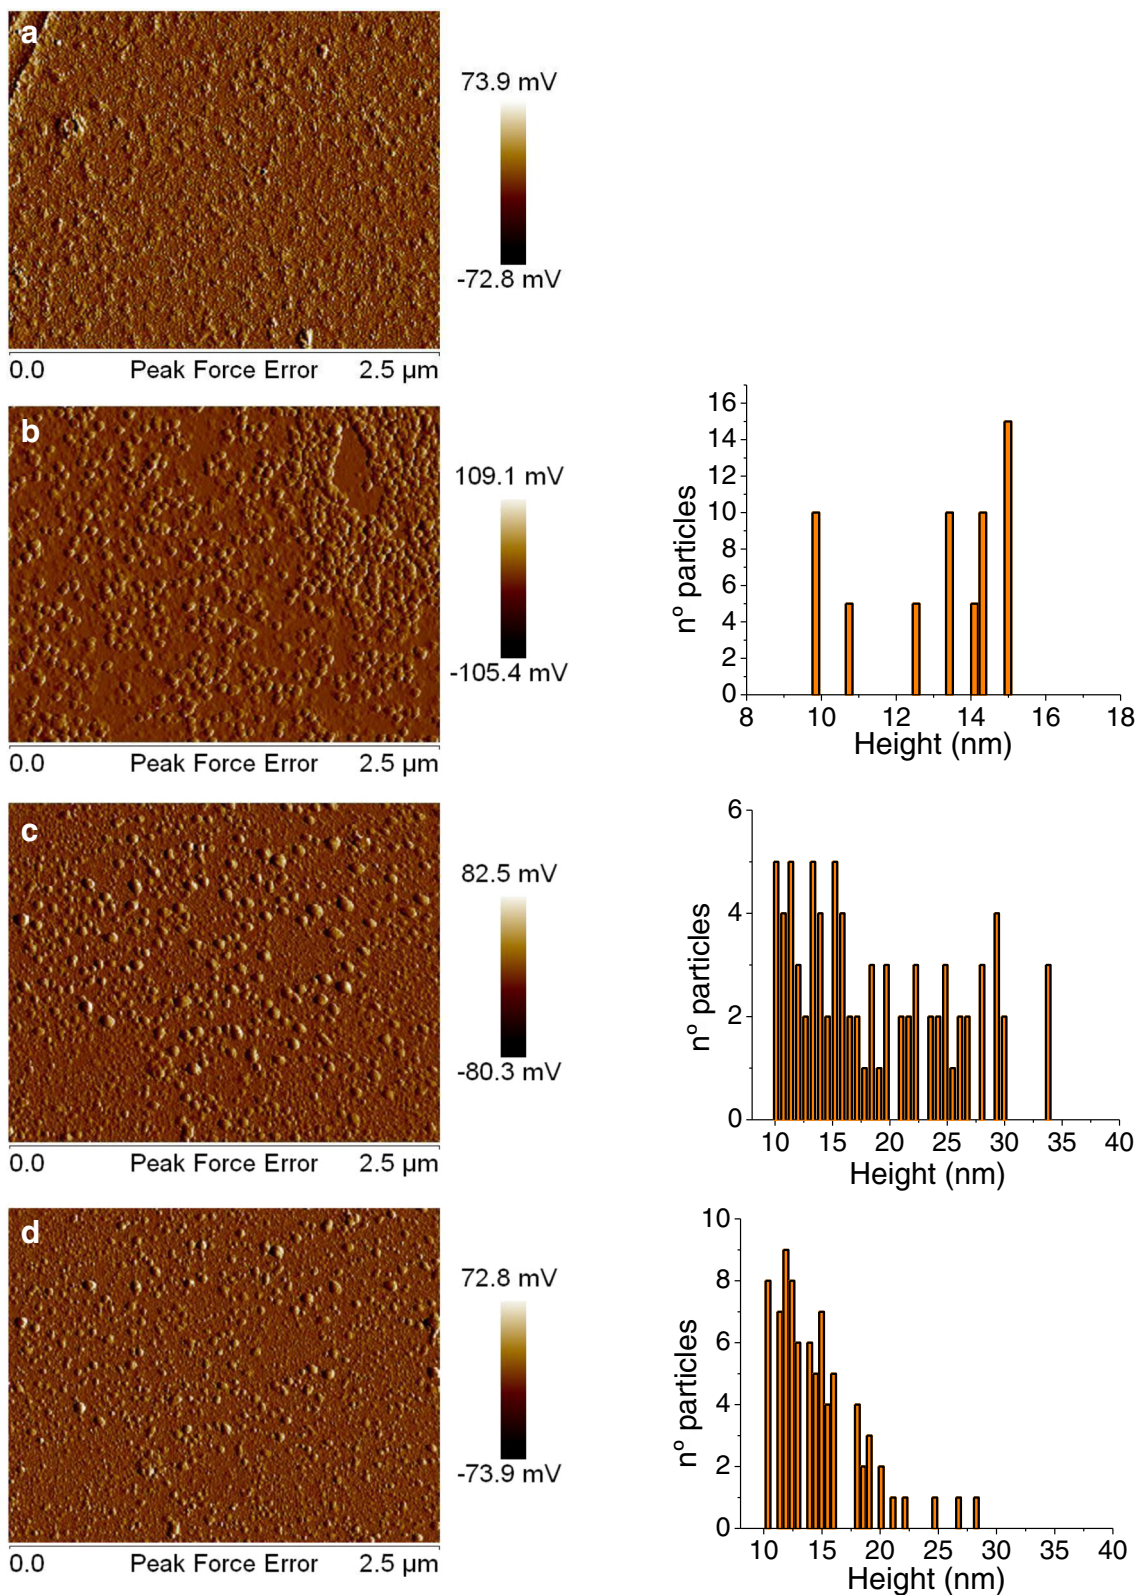 a
73.9 mV
-72.8 mV
0.0 Peak Force Error 2.5 µm
b
109.1 mV
-105.4 mV
0.0 Peak Force Error 2.5 µm
16
14
12
10
8
6
4
2
0
nº particles
8 10 12 14 16 18
Height (nm)
c
82.5 mV
-80.3 mV
0.0 Peak Force Error 2.5 µm
6
4
2
0
nº particles
10 15 20 25 30 35 40
Height (nm)
d
72.8 mV
-73.9 mV
0.0 Peak Force Error 2.5 µm
10
8
6
4
2
0
nº particles
10 15 20 25 30 35 40
Height (nm)